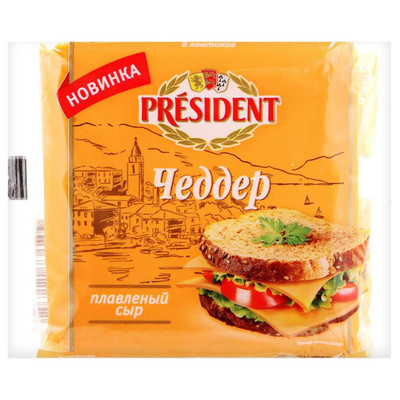 8 ломтиков
НОВИНКА
PRÉSIDENT
Чеддер
плавленый
сыр